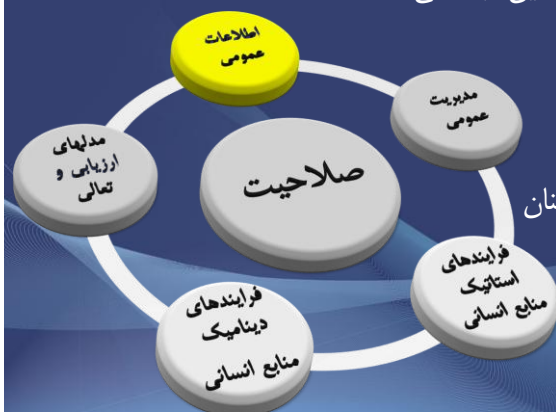 اطلاعات
عمومی
مدیریت
عمومی
مدلهای
ارزیابی و
تعالی
صلاحیت
فرایندهای
استاتیک
منابع انسانی
فرایندهای
دینامیک
منابع انسانی